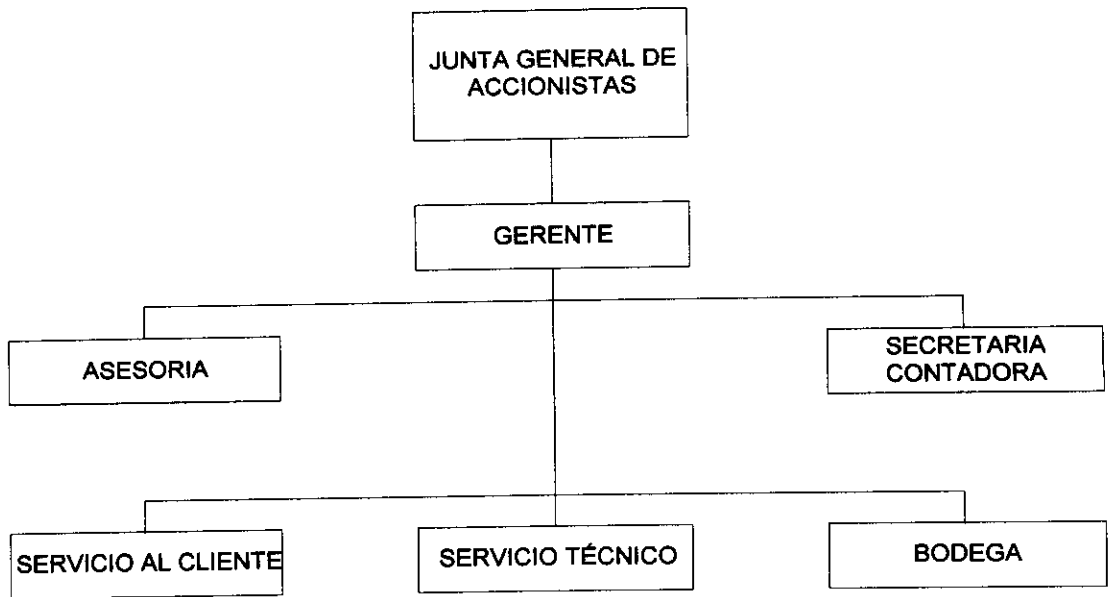 JUNTA GENERAL DE
ACCIONISTAS
GERENTE
ASESORIA
SECRETARIA
CONTADORA
SERVICIO AL CLIENTE
SERVICIO TÉCNICO
BODEGA